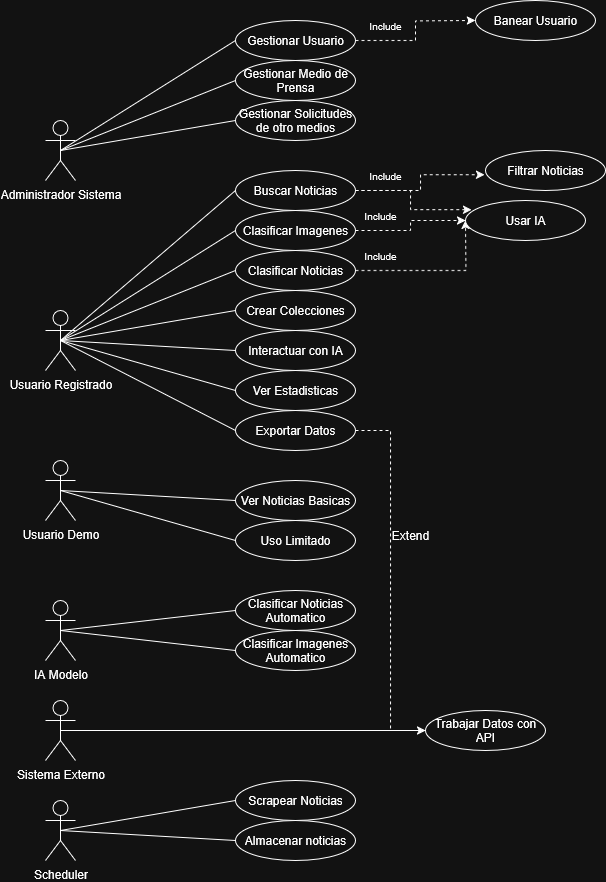 Gestionar Usuario
Include
Banear Usuario
Gestionar Medio de
Prensa
Gestionar Solicitudes
de otro medios
Administrador Sistema
Buscar Noticias
Include
Filtrar Noticias
Clasificar Imagenes
Include
Usar IA
Clasificar Noticias
Include
Crear Colecciones
Interactuar con IA
Usuario Registrado
Ver Estadisticas
Exportar Datos
Ver Noticias Basicas
Usuario Demo
Uso Limitado
Extend
Clasificar Noticias
Automatico
Clasificar Imagenes
Automatico
IA Modelo
Trabajar Datos con
API
Sistema Externo
Scrapear Noticias
Almacenar noticias
Scheduler